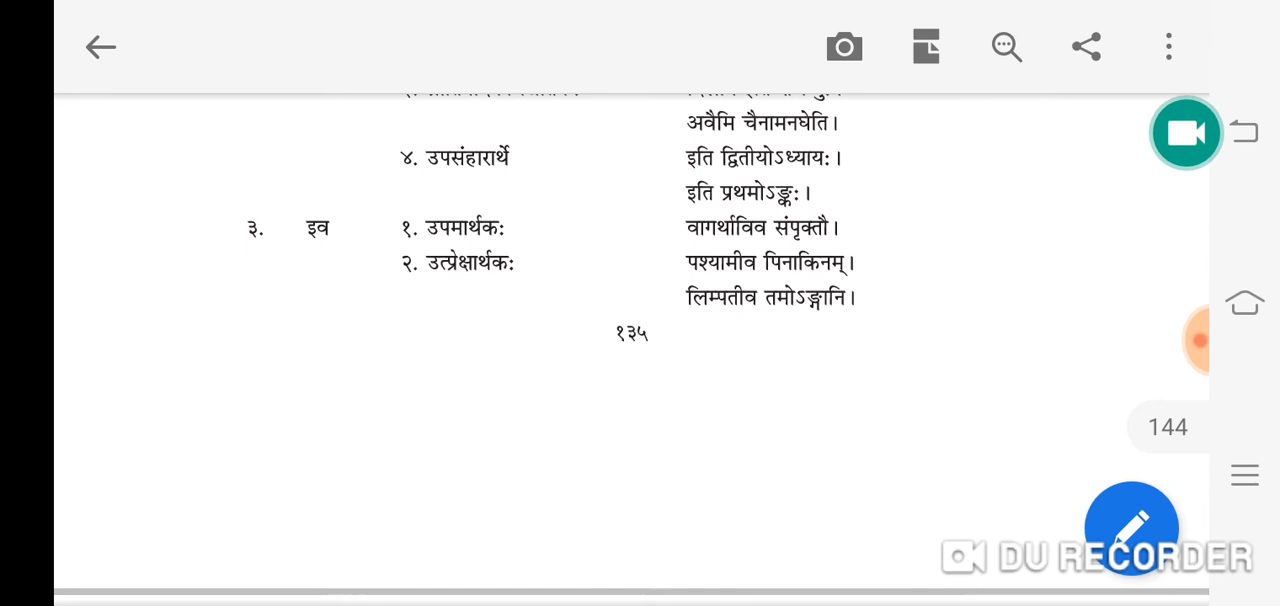 अवैमि चैनामनघेति।
४. उपसंहारार्थे इति द्वितीयोऽध्यायः।
इति प्रथमोऽङ्कः।
३. इव १. उपमार्थकः वागर्थाविव संपृक्तौ।
२. उत्प्रेक्षार्थकः पश्यामीव पिनाकिनम्।
लिम्पतीव तमोऽङ्गानि।
१३५
144
DU RECORDER